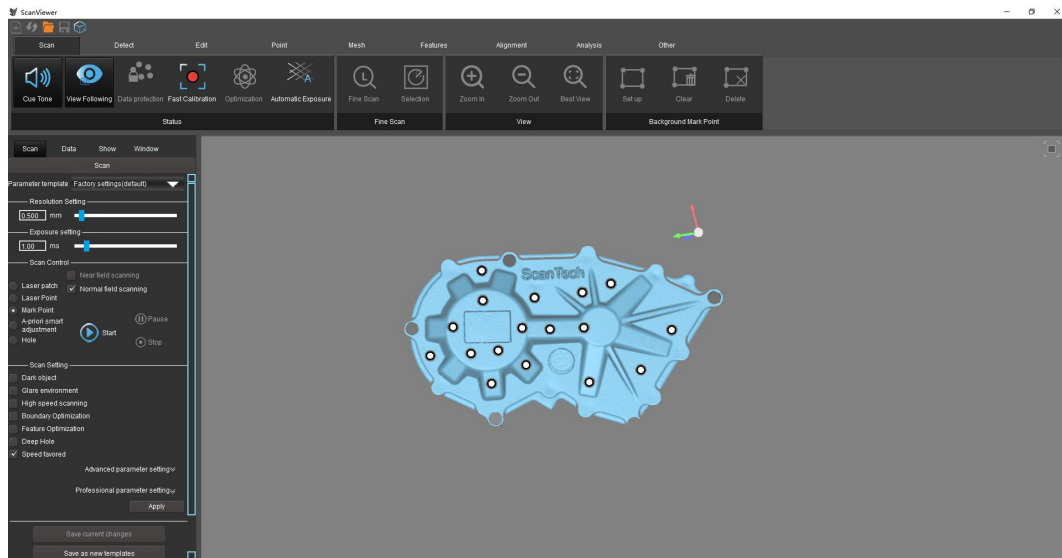 ScanViewer
Scan Detect Edit Point Mesh Features Alignment Analysis Other
Cue Tone View Following Data protection Fast Calibration Optimization Automatic Exposure Fine Scan Selection Zoom In Zoom Out Best View Set up Clear Delete
Status Fine Scan View Background Mark Point
Scan Data Show Window
Scan
Parameter template Factory settings(default)
Resolution Setting
0.500 mm
Exposure setting
1.00 ms
Scan Control
Near field scanning
Laser patch Normal field scanning
Laser Point
Mark Point
A-priori smart
adjustment
Hole
Start
Pause
Stop
Scan Setting
Dark object
Glare environment
High speed scanning
Boundary Optimization
Feature Optimization
Deep Hole
Speed favored
Advanced parameter setting
Professional parameter setting
Apply
Save current changes
Save as new templates
ScanTech